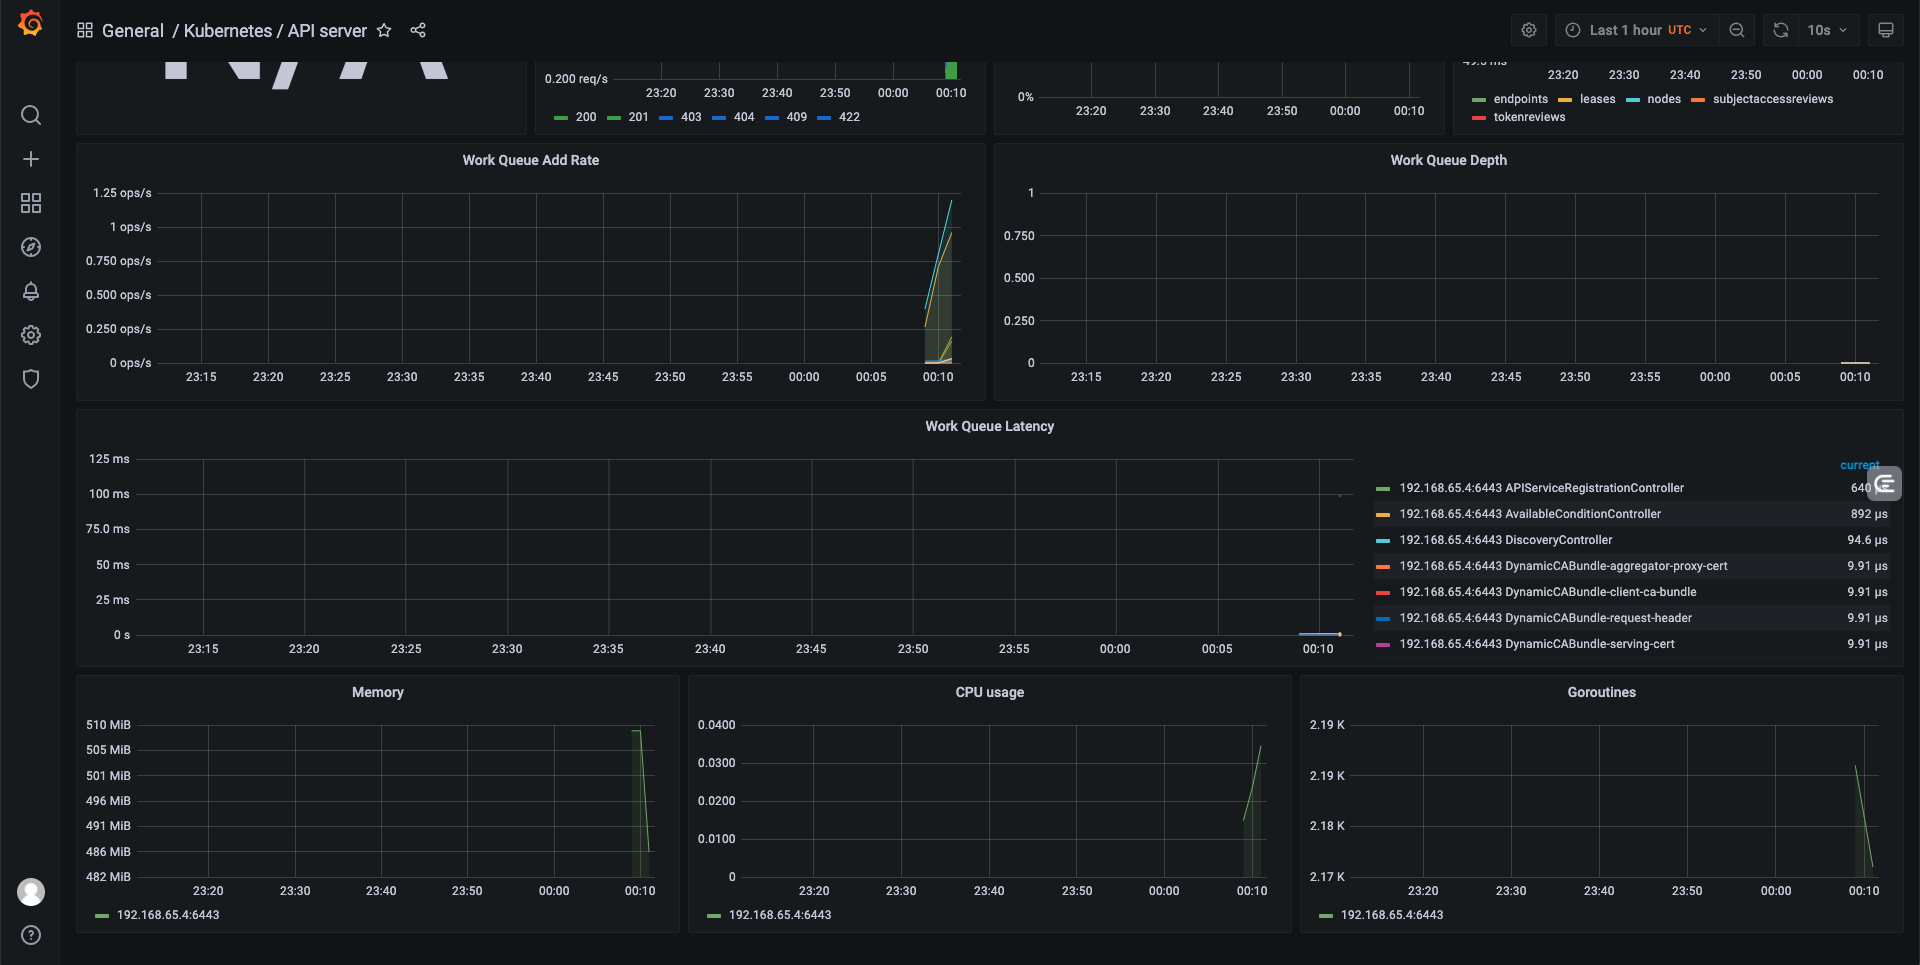 General / Kubernetes / API server
Last 1 hour UTC
10s
N/A
0.200 req/s
23:20 23:30 23:40 23:50 00:00 00:10
200 201 403 404 409 422
0%
23:20 23:30 23:40 23:50 00:00 00:10
23:20 23:30 23:40 23:50 00:00 00:10
endpoints leases nodes subjectaccessreviews
tokenreviews
Work Queue Add Rate
1.25 ops/s
1 ops/s
0.750 ops/s
0.500 ops/s
0.250 ops/s
0 ops/s
23:15 23:20 23:25 23:30 23:35 23:40 23:45 23:50 23:55 00:00 00:05 00:10
Work Queue Depth
1
0.750
0.500
0.250
0
23:15 23:20 23:25 23:30 23:35 23:40 23:45 23:50 23:55 00:00 00:05 00:10
Work Queue Latency
125 ms
100 ms
75.0 ms
50 ms
25 ms
0 s
23:15 23:20 23:25 23:30 23:35 23:40 23:45 23:50 23:55 00:00 00:05 00:10
current
192.168.65.4:6443 APIServiceRegistrationController 640 µs
192.168.65.4:6443 AvailableConditionController 892 µs
192.168.65.4:6443 DiscoveryController 94.6 µs
192.168.65.4:6443 DynamicCABundle-aggregator-proxy-cert 9.91 µs
192.168.65.4:6443 DynamicCABundle-client-ca-bundle 9.91 µs
192.168.65.4:6443 DynamicCABundle-request-header 9.91 µs
192.168.65.4:6443 DynamicCABundle-serving-cert 9.91 µs
Memory
510 MiB
505 MiB
501 MiB
496 MiB
491 MiB
486 MiB
482 MiB
23:20 23:30 23:40 23:50 00:00 00:10
192.168.65.4:6443
CPU usage
0.0400
0.0300
0.0200
0.0100
0
23:20 23:30 23:40 23:50 00:00 00:10
192.168.65.4:6443
Goroutines
2.19 K
2.19 K
2.18 K
2.17 K
23:20 23:30 23:40 23:50 00:00 00:10
192.168.65.4:6443